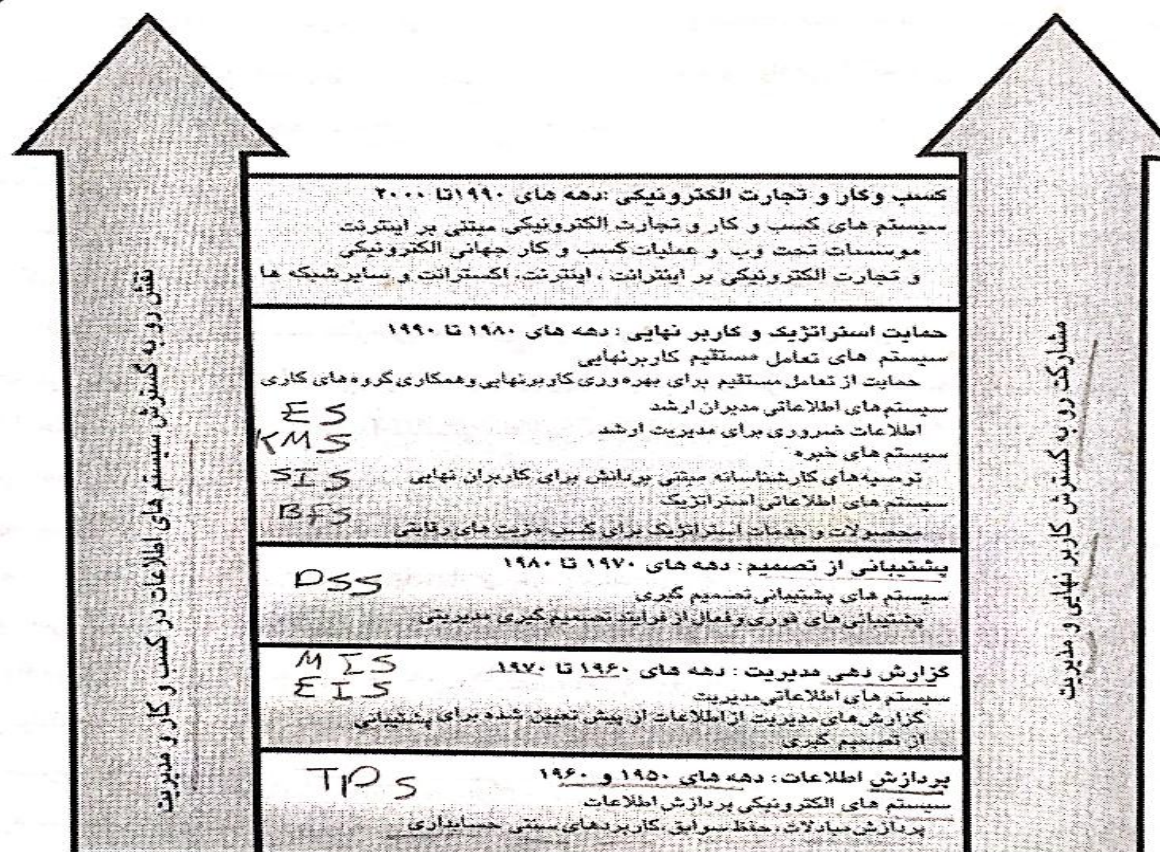 کسب وکار و تجارت الکترونیکی :دهه های ۱۹۹۰تا ۲۰۰۰
سیستم های کسب و کار و تجارت الکترونیکی مبتنی بر اینترنت
موسسات تحت وب و عملیات کسب و کار جهانی الکترونیکی
و تجارت الکترونیکی بر اینترانت ، اینترنت، اکسترانت و سایرشبکه ها
حمایت استراتژیک و کاربر نهایی : دهه های ۱۹۸۰ تا ۱۹۹۰
سیستم های تعامل مستقیم کاربرنهایی
حمایت از تعامل مستقیم برای بهره وری کاربرنهایی وهمکاری گروه های کاری
سیستم های اطلاعاتی مدیران ارشد
اطلاعات ضروری برای مدیریت ارشد
سیستم های خبره
توصیه‌های کارشناسانه مبتنی بردانش برای کاربران نهایی
سیستم های اطلاعاتی استراتژیک
محصولات و خدمات استراتژیک برای کسب مزیت های رقابتی
ES
KMS
SIS
BFS
پشتیبانی از تصمیم : دهه های ۱۹۷۰ تا ۱۹۸۰
سیستم های پشتیبانی تصمیم گیری
پشتیبانی های فوری وفعال از فرایند تصمیم گیری مدیریتی
DSS
گزارش دهی مدیریت : دهه های ۱۹۶۰ تا ۱۹۷۰
سیستم های اطلاعاتی مدیریت
گزارش های مدیریت از اطلاعات از پیش تعیین شده برای پشتیبانی
از تصمیم گیری
MIS
EIS
پردازش اطلاعات : دهه های ۱۹۵۰ و ۱۹۶۰
سیستم های الکترونیکی پردازش اطلاعات
پردازش مبادلات، حفظ سوابق ،کاربردهای سنتی حسابداری
TPS
نقش رو به گسترش سیستم های اطلاعات در کسب و کار و مدیریت
مشارکت رو به گسترش کاربر نهایی و مدیریت